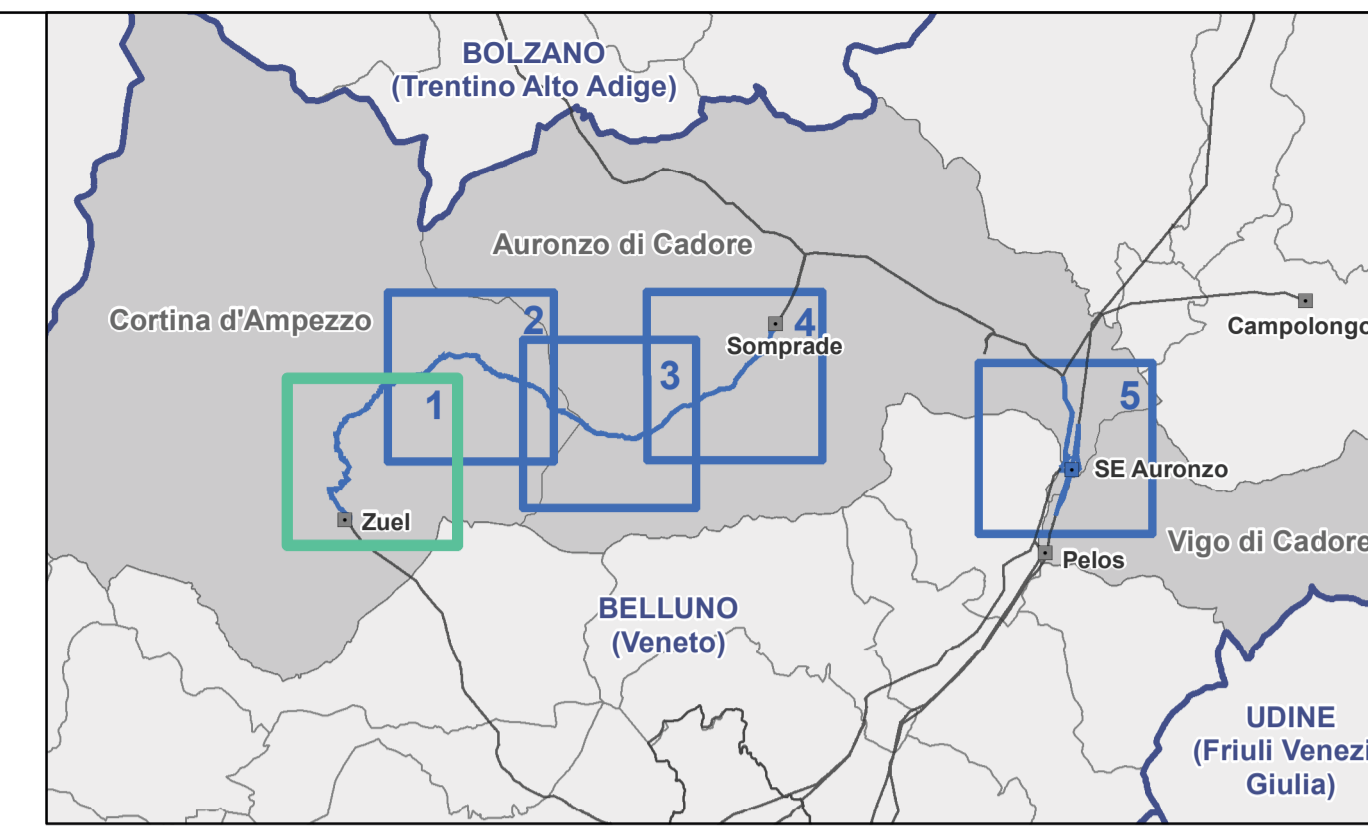 BOLZANO
(Trentino Alto Adige)
Auronzo di Cadore
Cortina d'Ampezzo
2
4
Somprade
Campolongo
3
1
5
SE Auronzo
Zuel
Vigo di Cadore
Pelos
BELLUNO
(Veneto)
UDINE
(Friuli Venezi
Giulia)